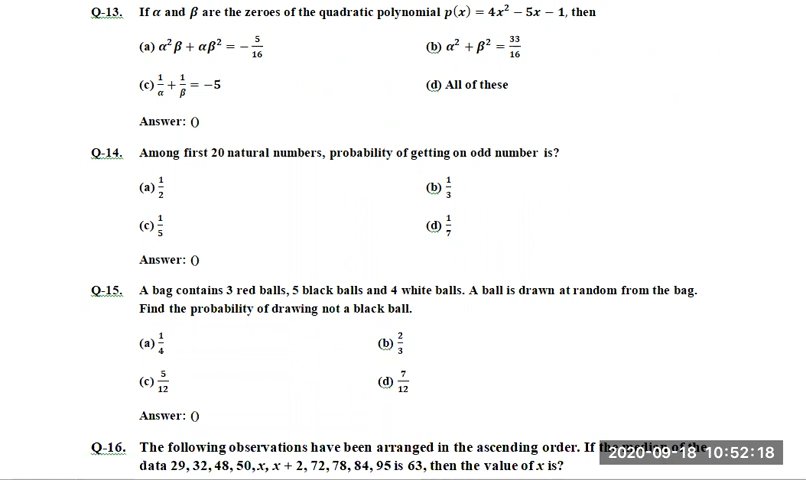 Q-13. If α and β are the zeroes of the quadratic polynomial p(x) = 4x² − 5x − 1, then
(a) α²β + αβ² = − 5/16 (b) α² + β² = 33/16
(c) 1/α + 1/β = −5 (d) All of these
Answer: ()
Q-14. Among first 20 natural numbers, probability of getting on odd number is?
(a) 1/2 (b) 1/3
(c) 1/5 (d) 1/7
Answer: ()
Q-15. A bag contains 3 red balls, 5 black balls and 4 white balls. A ball is drawn at random from the bag.
Find the probability of drawing not a black ball.
(a) 1/4 (b) 2/3
(c) 5/12 (d) 7/12
Answer: ()
Q-16. The following observations have been arranged in the ascending order. If the median of the
data 29, 32, 48, 50, x, x + 2, 72, 78, 84, 95 is 63, then the value of x is?
2020-09-18 10:52:18